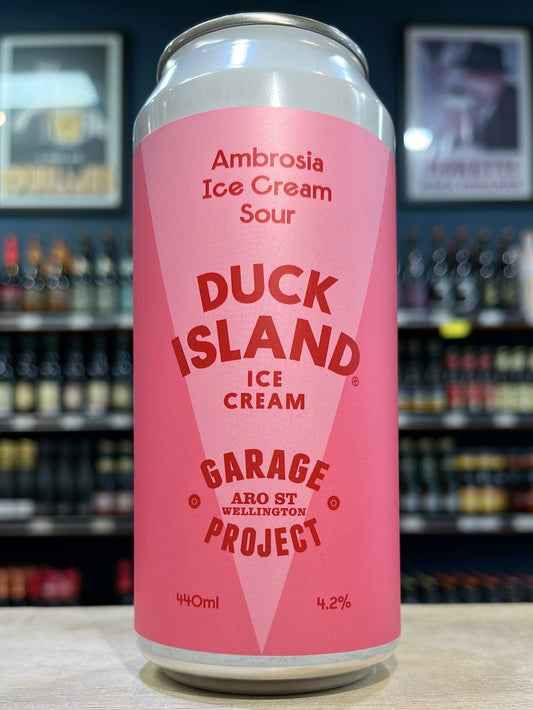 Ambrosia
Ice Cream
Sour
DUCK
ISLAND
ICE
CREAM
GARAGE
ARO ST
WELLINGTON
PROJECT
440ml
4.2%